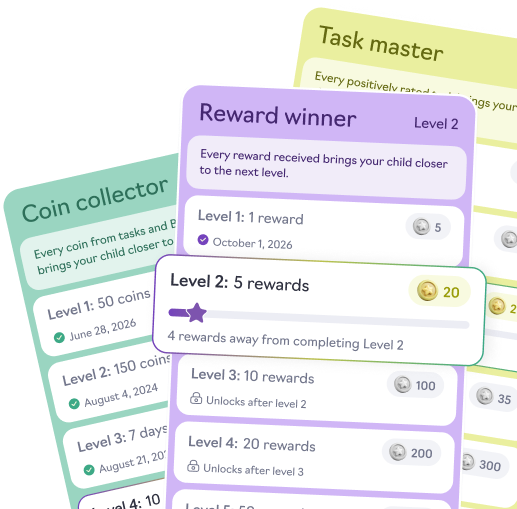 Task master
Every positively rated
ings your
Reward winner
Level 2
Every reward received brings your child closer
to the next level.
Level 1: 1 reward
5
October 1, 2026
Level 2: 5 rewards
20
4 rewards away from completing Level 2
Level 3: 10 rewards
100
Unlocks after level 2
Level 4: 20 rewards
200
Unlocks after level 3
Coin collector
Every coin from tasks and
brings your child closer to
Level 1: 50 coins
June 28, 2026
Level 2: 150 coins
August 4, 2024
Level 3: 7 days
August 21, 20
Level 4: 10
35
300